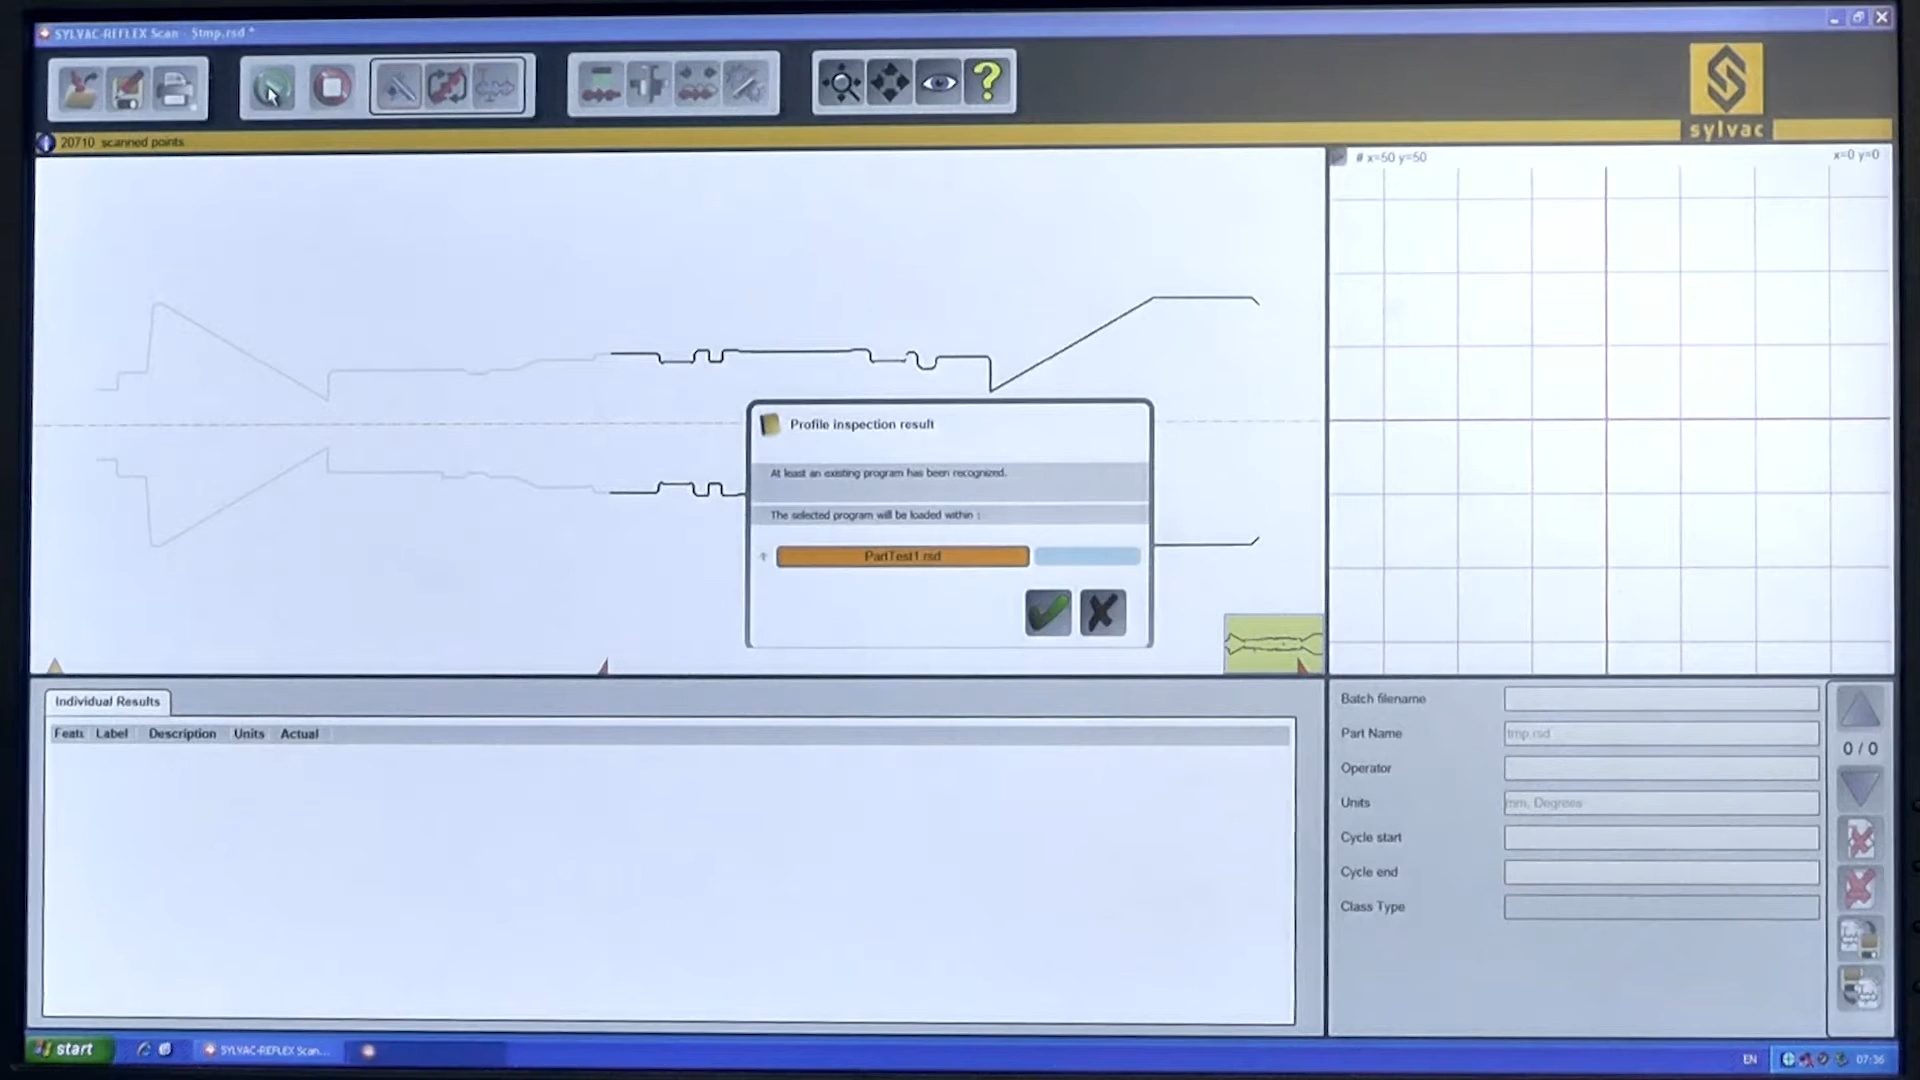 SYLVAC-REFLEX Scan - $tmp.rsd *
?
sylvac
20710 scanned points
# x=50 y=50
x=0 y=0
Profile inspection result
At least an existing program has been recognized.
The selected program will be loaded within :
PartTest1.rsd
Individual Results
Featu Label Description Units Actual
Batch filename
Part Name tmp.rsd
0 / 0
Operator
Units mm, Degrees
Cycle start
Cycle end
Class Type
start
SYLVAC-REFLEX Scan...
EN
07:36